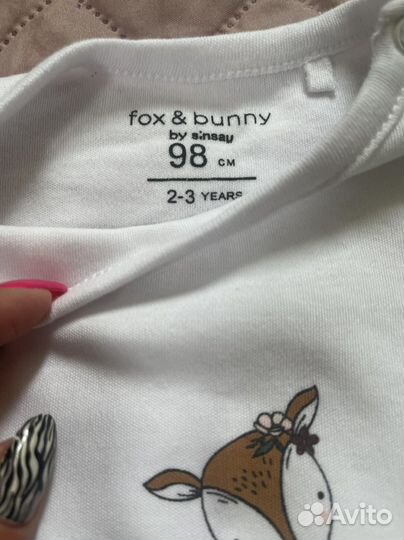 fox & bunny
by sinsay
98 CM
2-3 YEARS
Avito